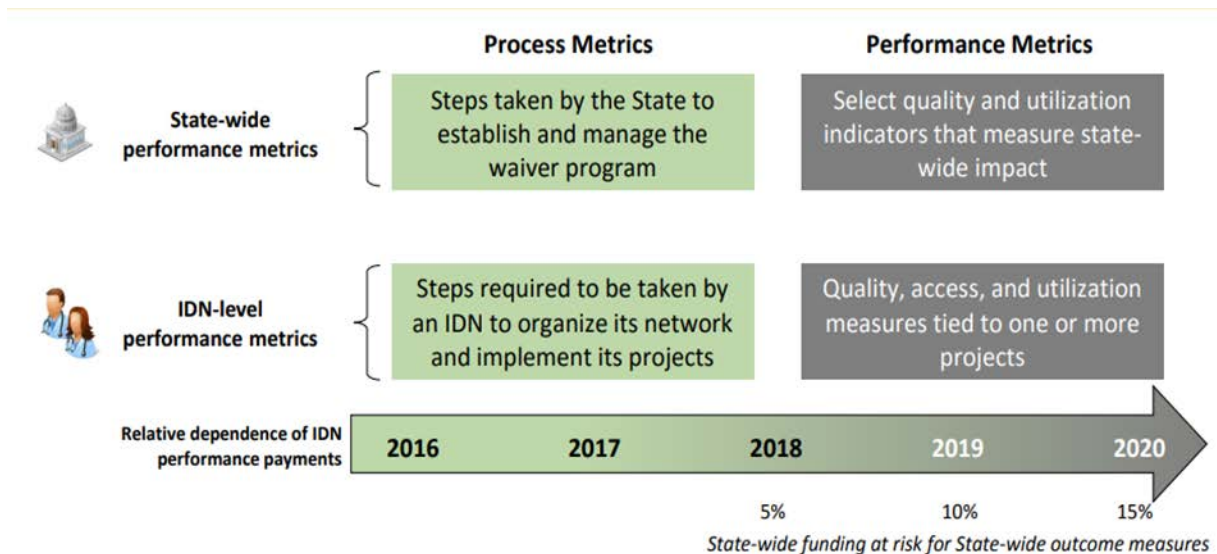 Process Metrics
Performance Metrics
State-wide
performance metrics
Steps taken by the State to
establish and manage the
waiver program
Select quality and utilization
indicators that measure state-
wide impact
IDN-level
performance metrics
Steps required to be taken by
an IDN to organize its network
and implement its projects
Quality, access, and utilization
measures tied to one or more
projects
Relative dependence of IDN
performance payments
2016 2017 2018 2019 2020
5% 10% 15%
State-wide funding at risk for State-wide outcome measures